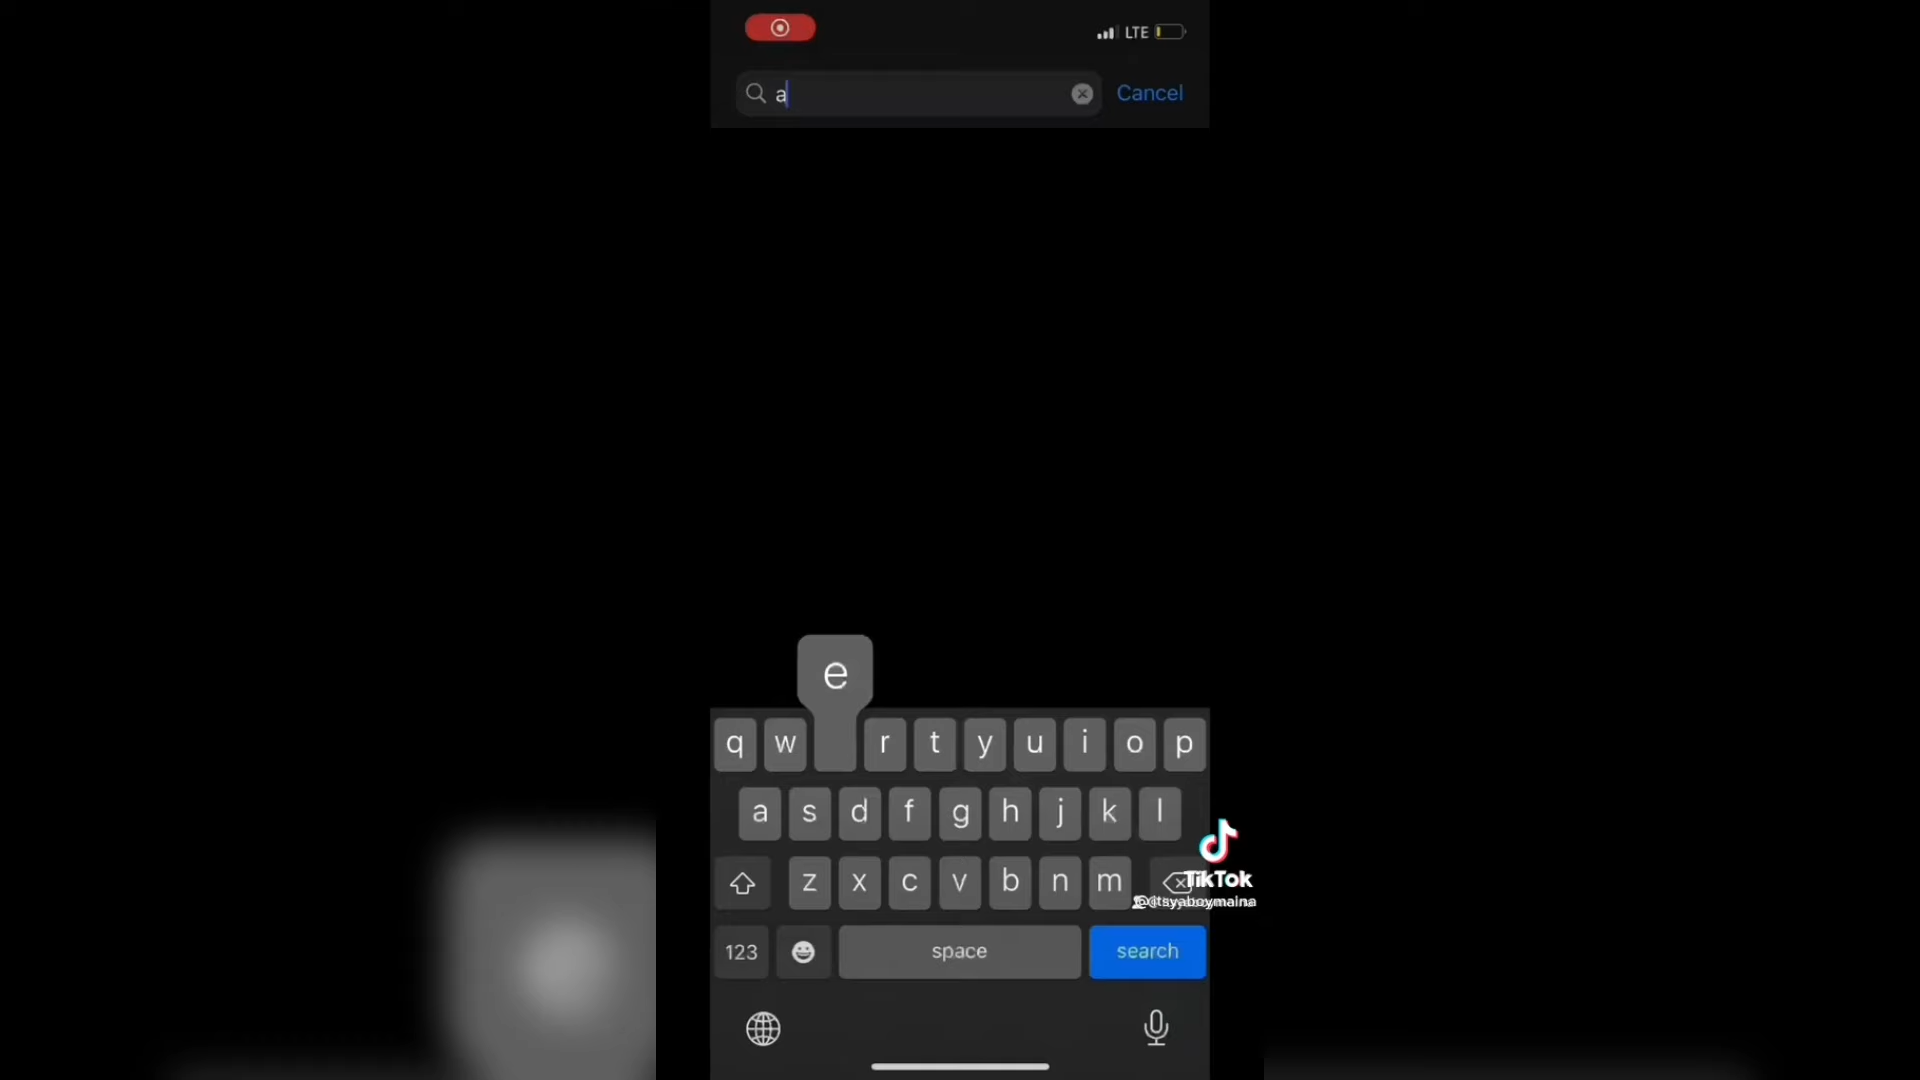 LTE
a
Cancel
e
q w r t y u i o p
a s d f g h j k l
z x c v b n m
TikTok
@itsyaboymaina
123 space search